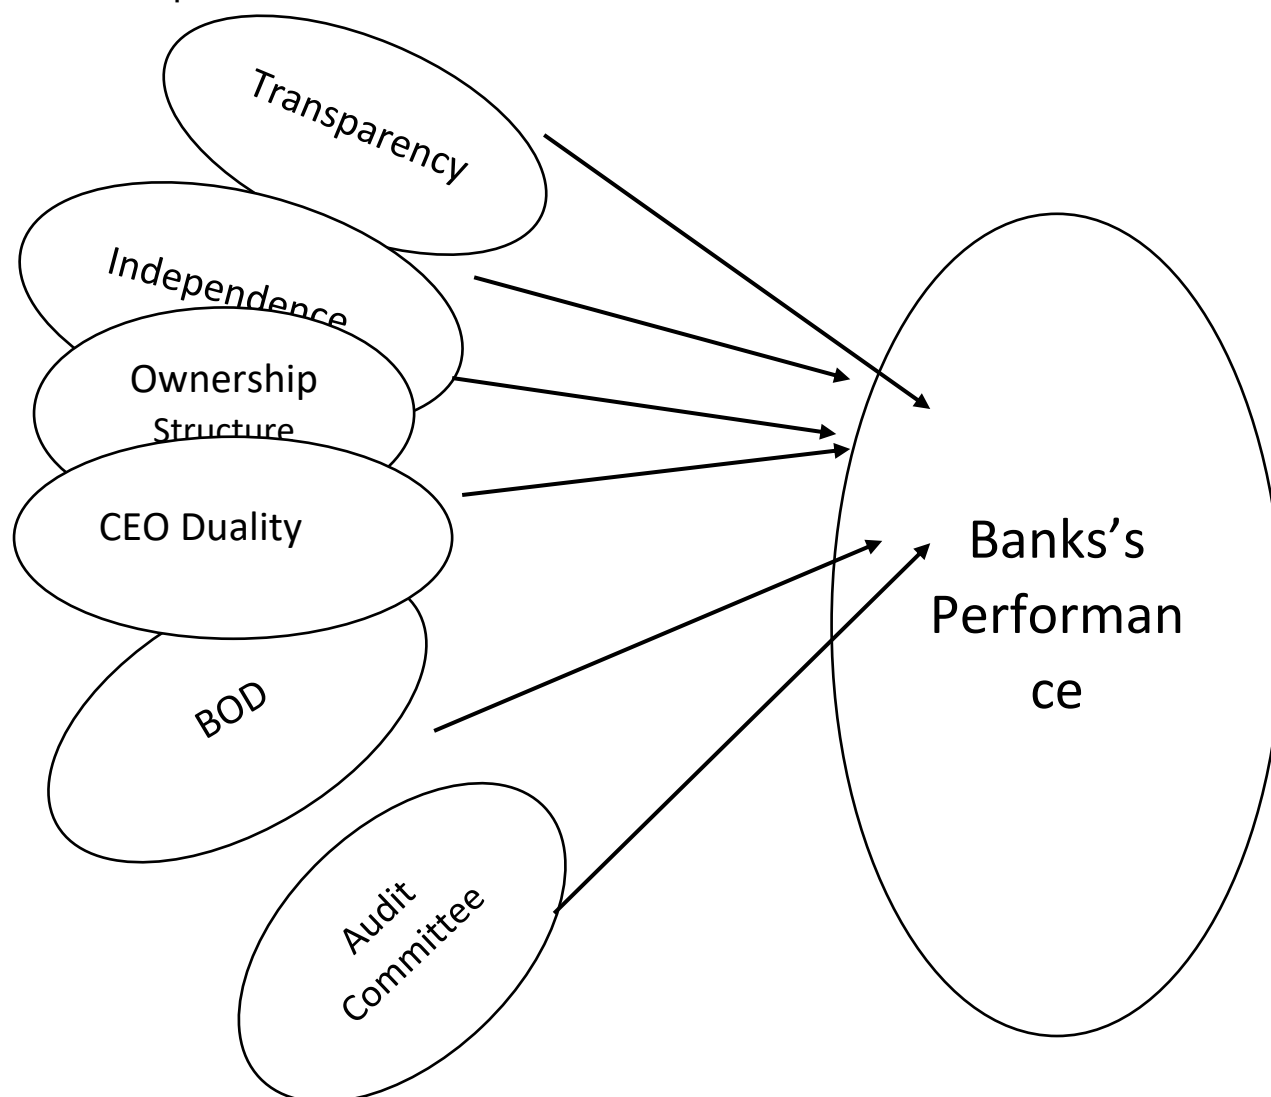 Transparency
Independence
Ownership
Structure
CEO Duality
BOD
Audit
Committee
Banks’s
Performan
ce